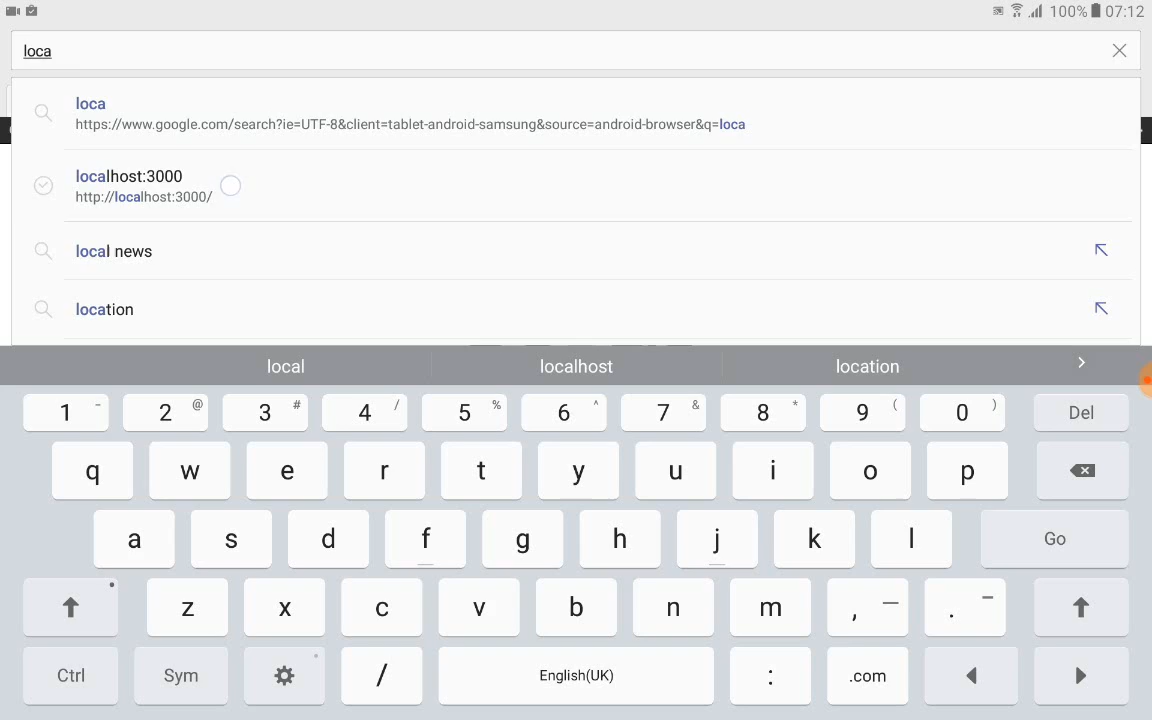 100% 07:12
loca
loca
https://www.google.com/search?ie=UTF-8&client=tablet-android-samsung&source=android-browser&q=loca
localhost:3000
http://localhost:3000/
local news
location
local localhost location
1 - 2 @ 3 # 4 / 5 % 6 ^ 7 & 8 * 9 ( 0 ) Del
q w e r t y u i o p
a s d f g h j k l Go
z x c v b n m , — . -
Ctrl Sym / English(UK) : .com